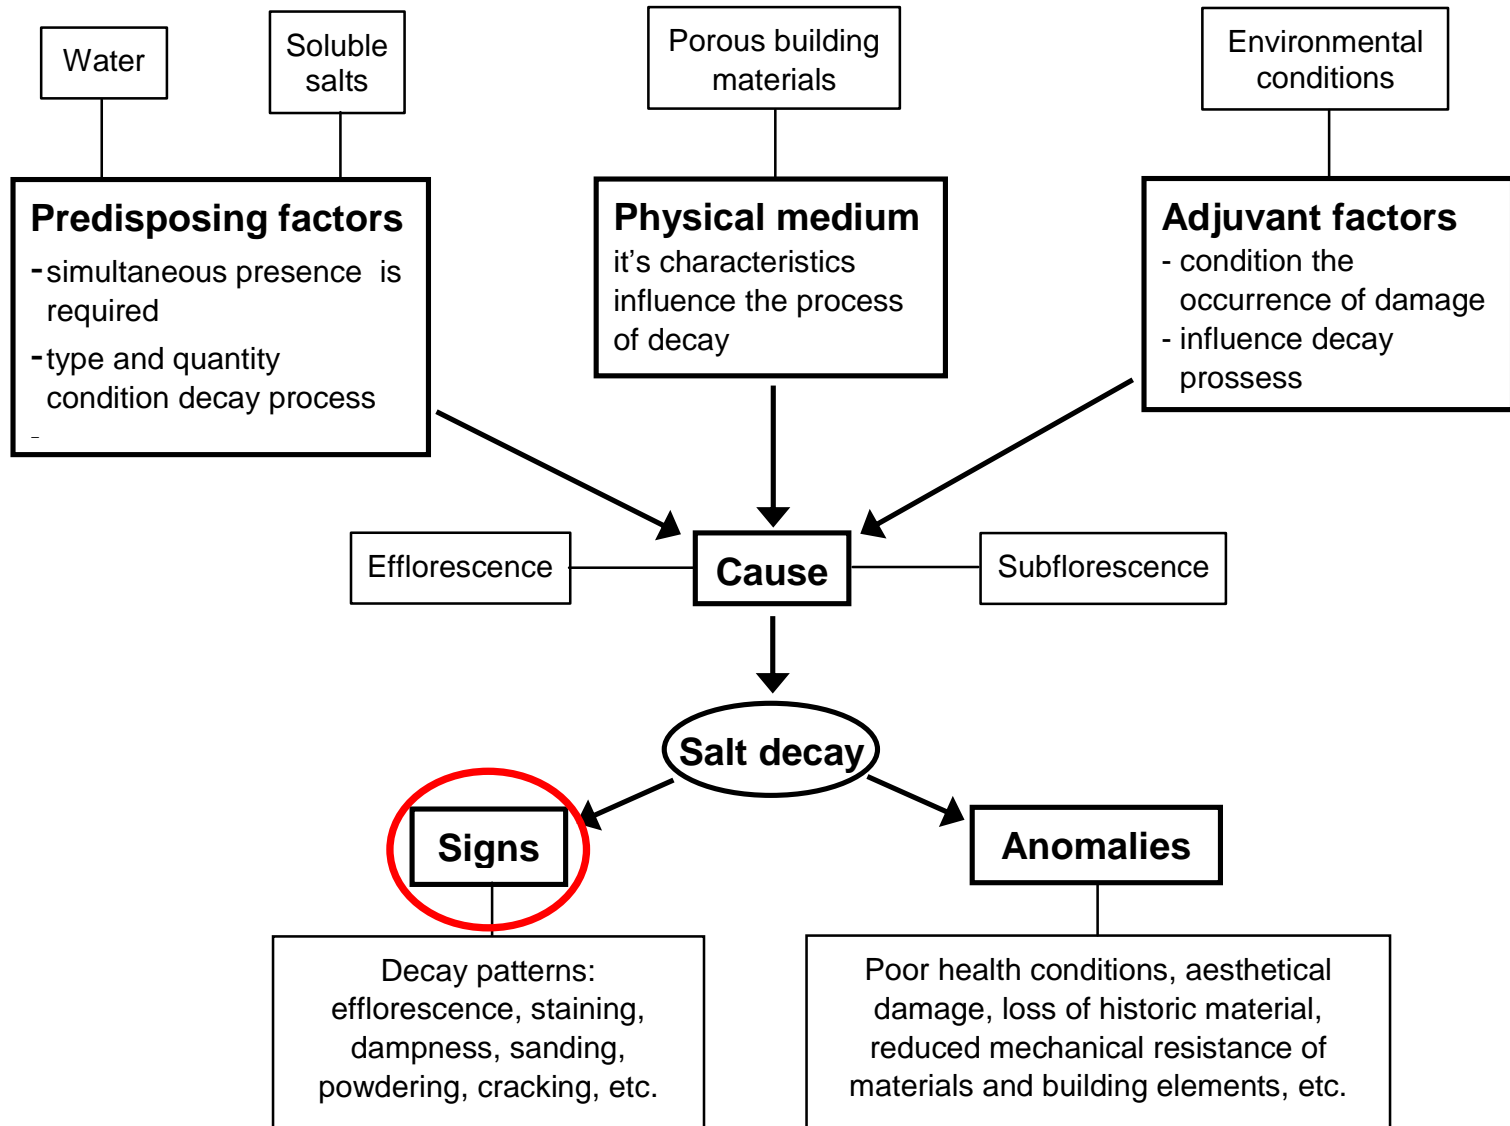 Water
Soluble
salts
Porous building
materials
Environmental
conditions
Predisposing factors
-simultaneous presence is
required
-type and quantity
condition decay process
-
Physical medium
it’s characteristics
influence the process
of decay
Adjuvant factors
- condition the
occurrence of damage
- influence decay
prossess
Efflorescence
Cause
Subflorescence
Salt decay
Signs
Anomalies
Decay patterns:
efflorescence, staining,
dampness, sanding,
powdering, cracking, etc.
Poor health conditions, aesthetical
damage, loss of historic material,
reduced mechanical resistance of
materials and building elements, etc.